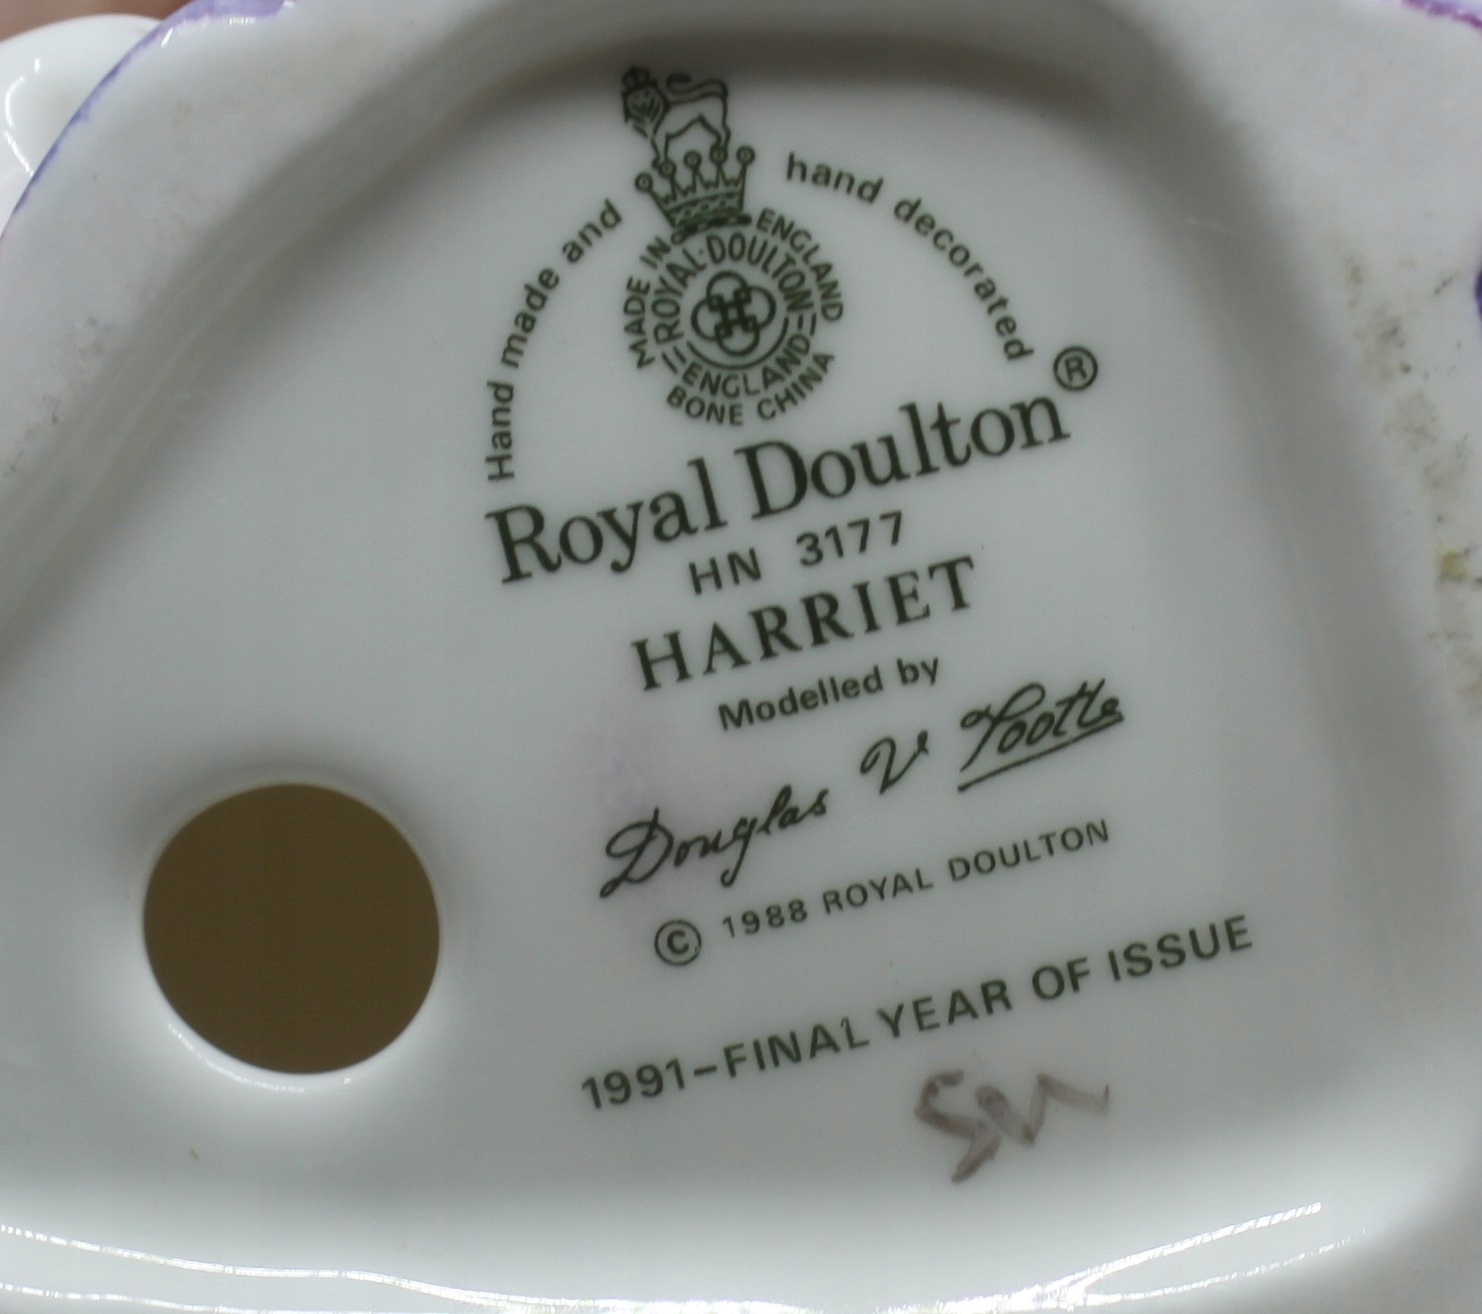 Hand made and hand decorated
MADE IN ENGLAND
ROYAL·DOULTON
ENGLAND
BONE CHINA
Royal Doulton®
HN 3177
HARRIET
Modelled by
Douglas V Tootle
© 1988 ROYAL DOULTON
1991–FINAL YEAR OF ISSUE